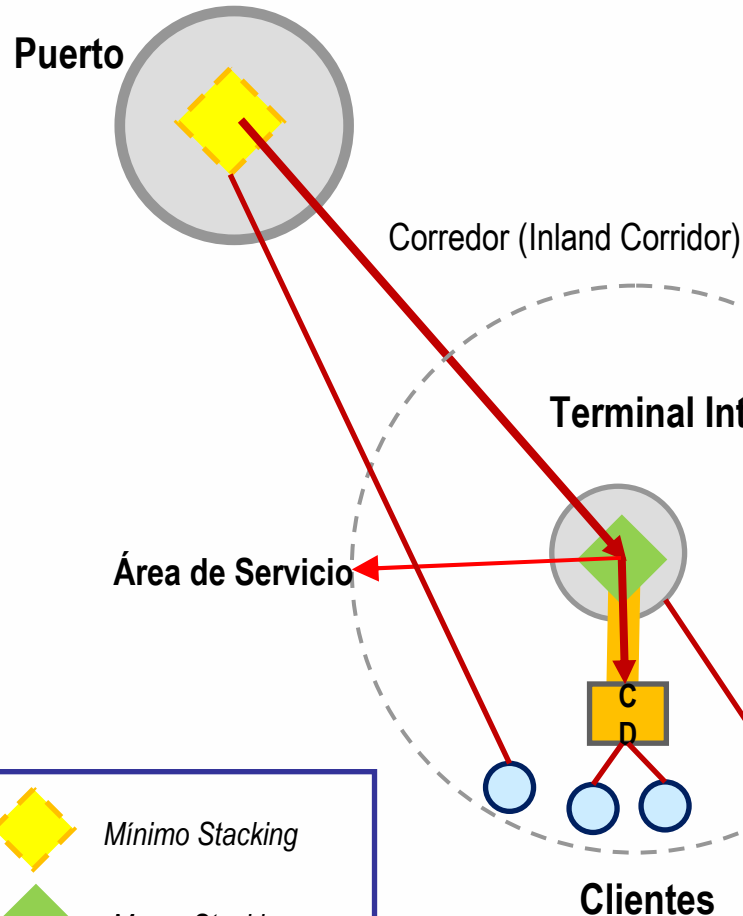 Puerto
Corredor (Inland Corridor)
Terminal Int
Área de Servicio
C
D
Mínimo Stacking
Clientes